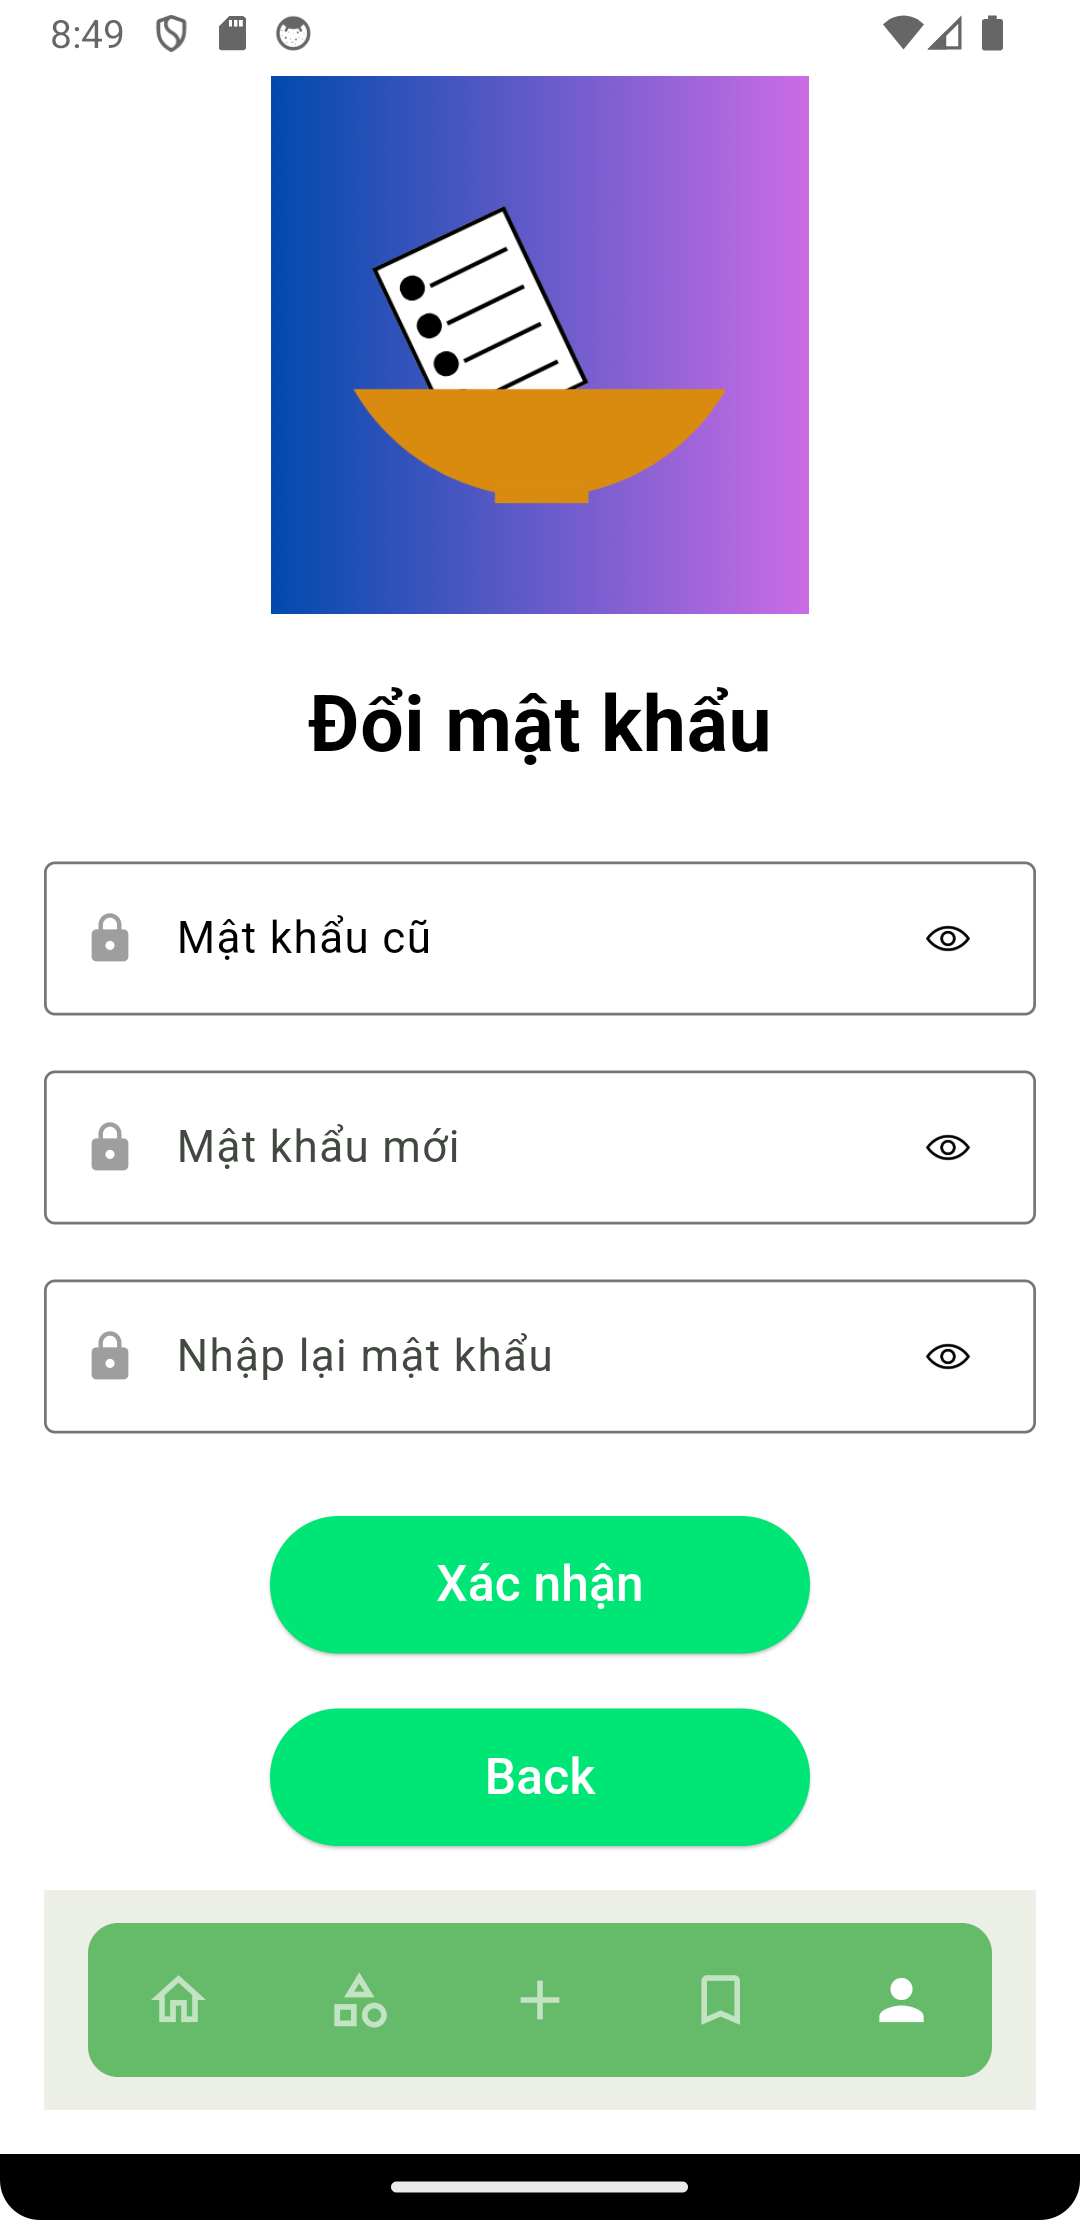 8:49
Đổi mật khẩu
Mật khẩu cũ
Mật khẩu mới
Nhập lại mật khẩu
Xác nhận
Back